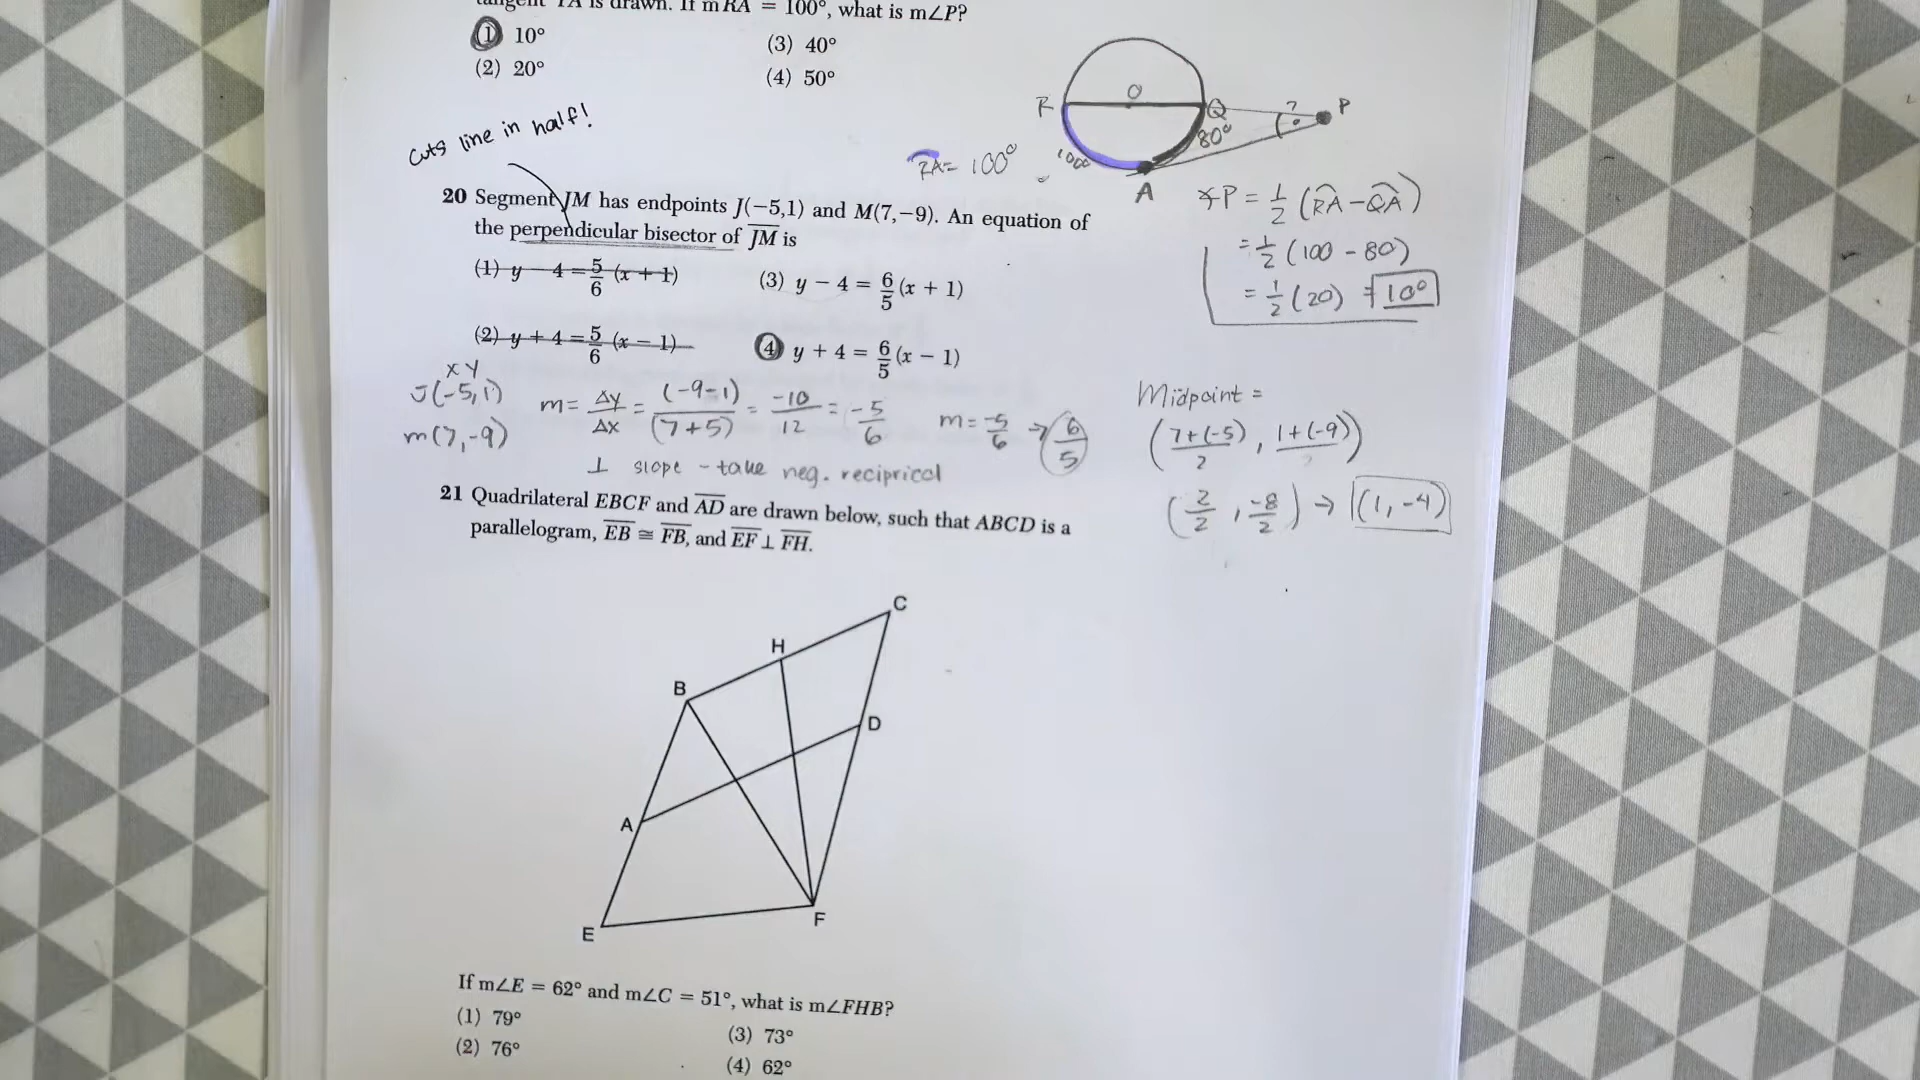 tangent PA is drawn. If mRA = 100°, what is m∠P?
(1) 10°
(3) 40°
(2) 20°
(4) 50°
Cuts line in half!
R O Q ? P
80°
RA = 100°
100°
A
∡P = 1/2 (RA - QA)
= 1/2 (100 - 80)
= 1/2 (20) = 10°
20 Segment JM has endpoints J(−5,1) and M(7,−9). An equation of
the perpendicular bisector of JM is
(1) y − 4 = 5/6 (x + 1)
(3) y − 4 = 6/5 (x + 1)
(2) y + 4 = 5/6 (x − 1)
(4) y + 4 = 6/5 (x − 1)
x y
J(-5,1)
m(7,-9)
m = Δy/Δx = (-9-1)/(7+5) = -10/12 = -5/6
m = -5/6 → 6/5
⊥ slope - take neg. reciprical
Midpoint =
(7+(-5)/2, 1+(-9)/2)
(2/2, -8/2) → (1, -4)
21 Quadrilateral EBCF and AD are drawn below, such that ABCD is a
parallelogram, EB ≅ FB, and EF ⊥ FH.
C
H
B
D
A
F
E
If m∠E = 62° and m∠C = 51°, what is m∠FHB?
(1) 79°
(3) 73°
(2) 76°
(4) 62°